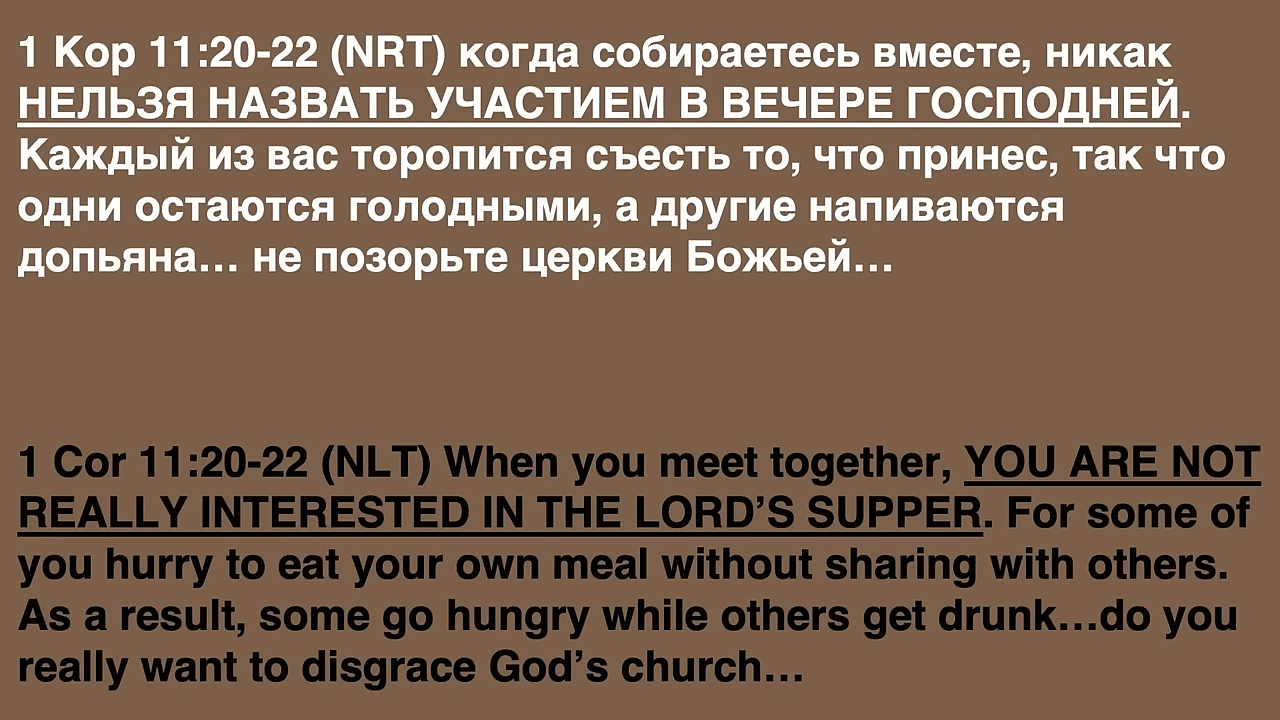 1 Кор 11:20-22 (NRT) когда собираетесь вместе, никак
НЕЛЬЗЯ НАЗВАТЬ УЧАСТИЕМ В ВЕЧЕРЕ ГОСПОДНЕЙ.
Каждый из вас торопится съесть то, что принес, так что
одни остаются голодными, а другие напиваются
допьяна… не позорьте церкви Божьей…
1 Cor 11:20-22 (NLT) When you meet together, YOU ARE NOT
REALLY INTERESTED IN THE LORD’S SUPPER. For some of
you hurry to eat your own meal without sharing with others.
As a result, some go hungry while others get drunk…do you
really want to disgrace God’s church…